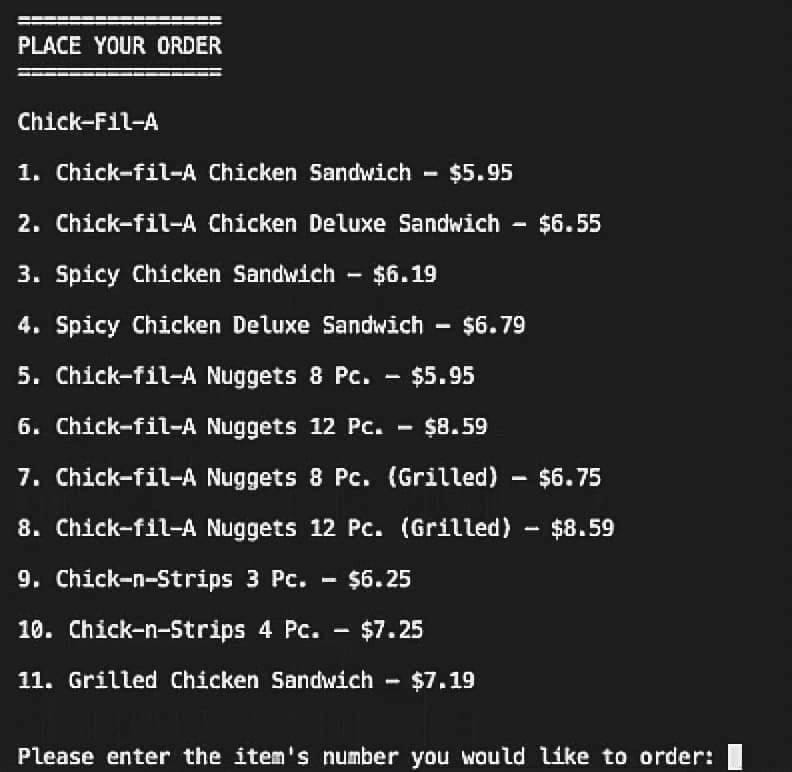 ================
PLACE YOUR ORDER
================
Chick-Fil-A
1. Chick-fil-A Chicken Sandwich - $5.95
2. Chick-fil-A Chicken Deluxe Sandwich - $6.55
3. Spicy Chicken Sandwich - $6.19
4. Spicy Chicken Deluxe Sandwich - $6.79
5. Chick-fil-A Nuggets 8 Pc. - $5.95
6. Chick-fil-A Nuggets 12 Pc. - $8.59
7. Chick-fil-A Nuggets 8 Pc. (Grilled) - $6.75
8. Chick-fil-A Nuggets 12 Pc. (Grilled) - $8.59
9. Chick-n-Strips 3 Pc. - $6.25
10. Chick-n-Strips 4 Pc. - $7.25
11. Grilled Chicken Sandwich - $7.19
Please enter the item's number you would like to order: